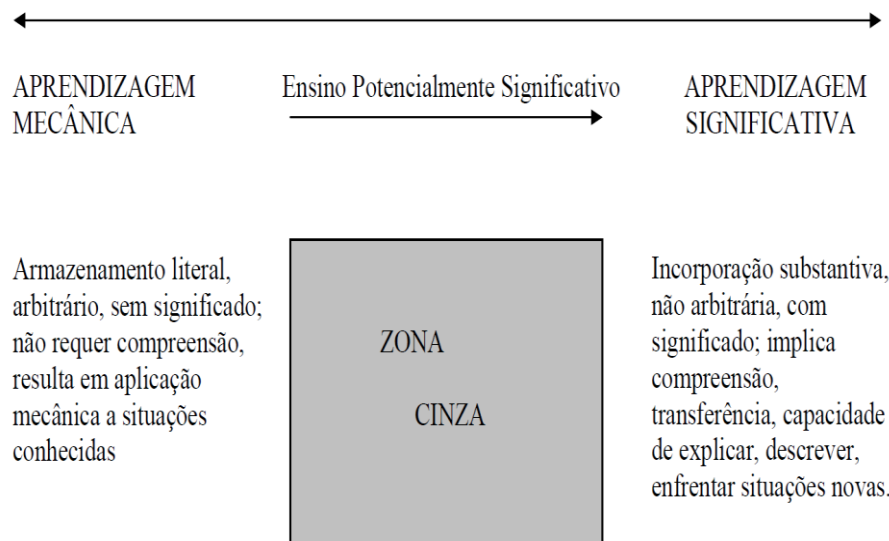 APRENDIZAGEM
MECÂNICA
Ensino Potencialmente Significativo
APRENDIZAGEM
SIGNIFICATIVA
Armazenamento literal,
arbitrário, sem significado;
não requer compreensão,
resulta em aplicação
mecânica a situações
conhecidas
ZONA
CINZA
Incorporação substantiva,
não arbitrária, com
significado; implica
compreensão,
transferência, capacidade
de explicar, descrever,
enfrentar situações novas.